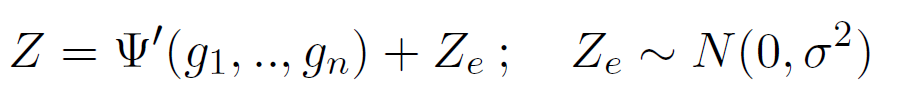 Z = Ψ′(g₁, .., gₙ) + Zₑ ;   Zₑ ∼ N(0, σ²)